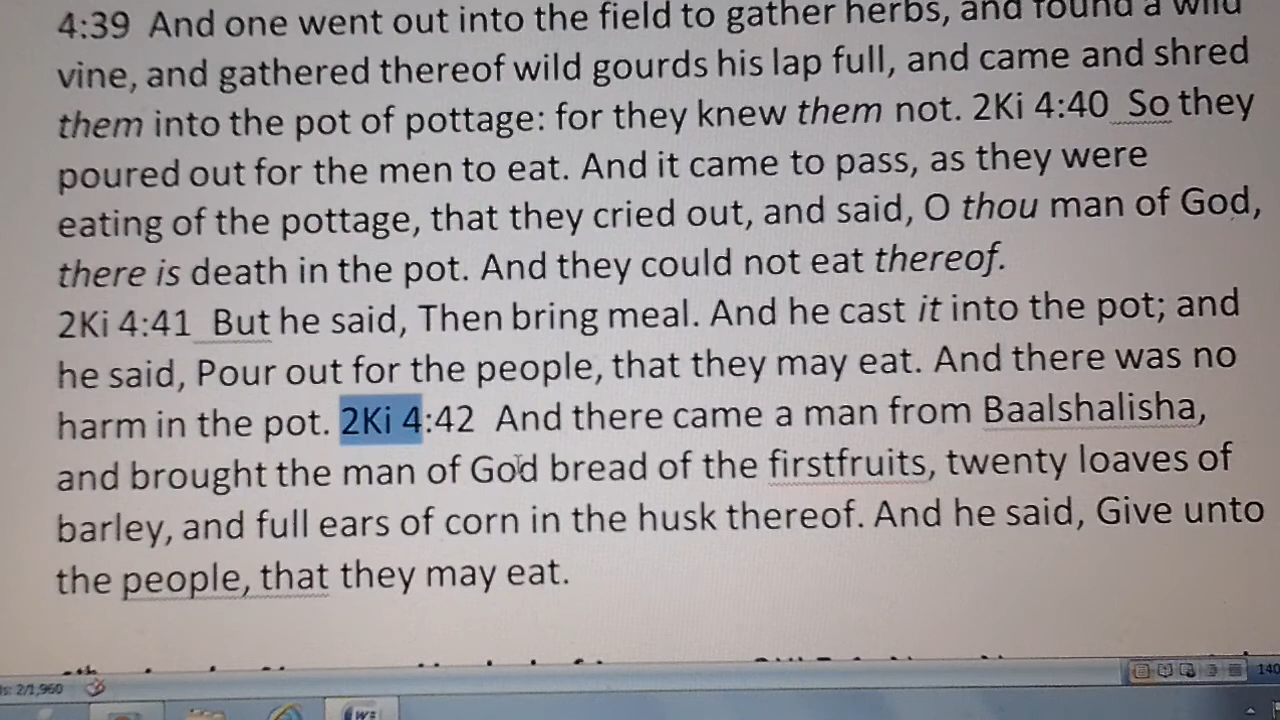 4:39 And one went out into the field to gather herbs, and found a wild
vine, and gathered thereof wild gourds his lap full, and came and shred
them into the pot of pottage: for they knew them not. 2Ki 4:40 So they
poured out for the men to eat. And it came to pass, as they were
eating of the pottage, that they cried out, and said, O thou man of God,
there is death in the pot. And they could not eat thereof.
2Ki 4:41 But he said, Then bring meal. And he cast it into the pot; and
he said, Pour out for the people, that they may eat. And there was no
harm in the pot. 2Ki 4:42 And there came a man from Baalshalisha,
and brought the man of God bread of the firstfruits, twenty loaves of
barley, and full ears of corn in the husk thereof. And he said, Give unto
the people, that they may eat.
2/1,960
140